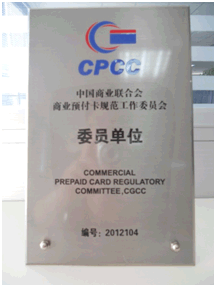 CPCC
中国商业联合会
商业预付卡规范工作委员会
委员单位
COMMERCIAL
PREPAID CARD REGULATORY
COMMITTEE,CGCC
编号：2012104